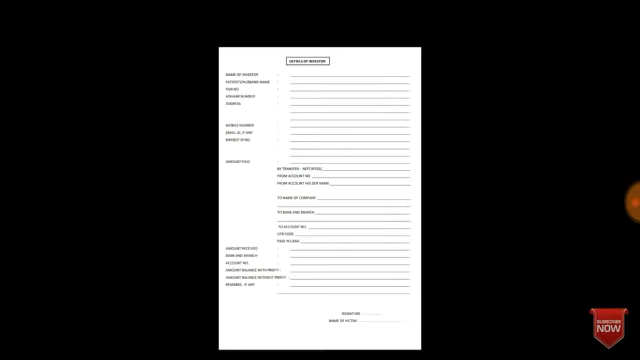 DETAILS OF INVESTOR
NAME OF INVESTOR :
FATHER'S/HUSBAND NAME :
PAN NO. :
ADHAAR NUMBER :
ADDRESS :
MOBILE NUMBER :
EMAIL ID, IF ANY :
BENEFIT ID NO. :
AMOUNT PAID :
BY TRANSFER - NEFT/RTGS/
FROM ACCOUNT NO.
FROM ACCOUNT HOLDER NAME:
TO NAME OF COMPANY:
TO BANK AND BRANCH:
TO ACCOUNT NO.:
UTR CODE:
PAID IN CASH :
AMOUNT RECEIVED :
BANK AND BRANCH :
ACCOUNT NO. :
AMOUNT BALANCE WITH PROFIT :
AMOUNT BALANCE WITHOUT PROFIT :
REMARKS, IF ANY :
SIGNATURE
NAME OF VICTIM:
SUBSCRIBE
NOW